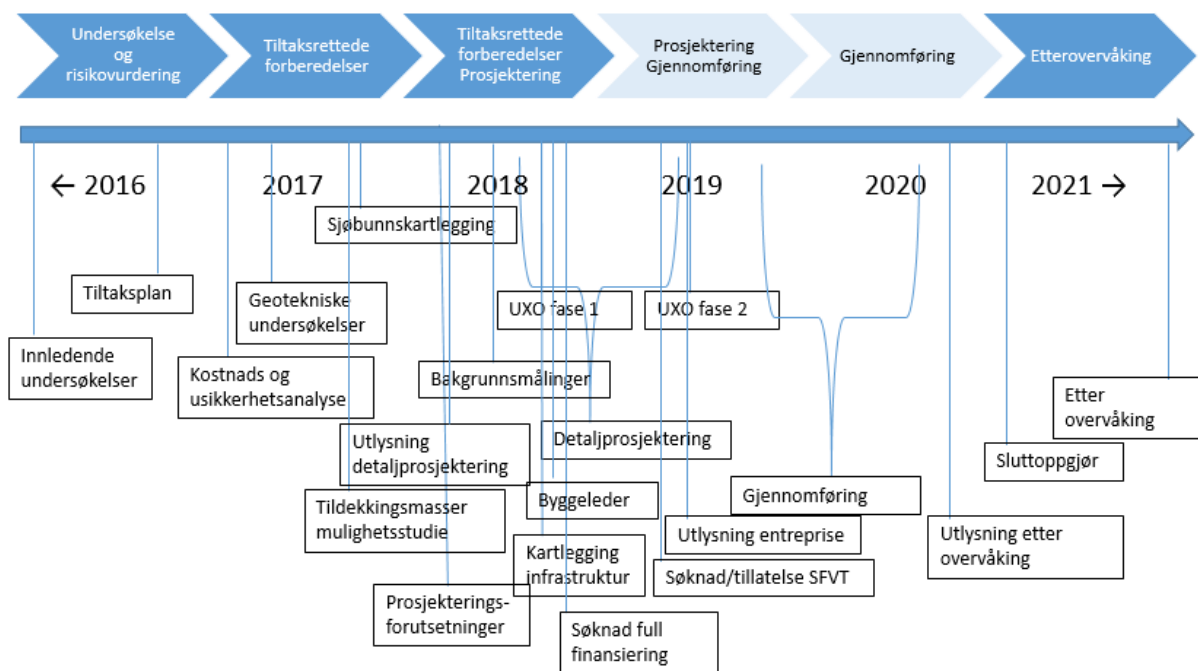 Undersøkelse
og
risikovurdering
Tiltaksrettede
forberedelser
Tiltaksrettede
forberedelser
Prosjektering
Prosjektering
Gjennomføring
Gjennomføring
Etterovervåking
← 2016
2017
2018
2019
2020
2021 →
Sjøbunnskartlegging
Tiltaksplan
Geotekniske
undersøkelser
UXO fase 1
UXO fase 2
Innledende
undersøkelser
Kostnads og
usikkerhetsanalyse
Bakgrunnsmålinger
Etter
overvåking
Utlysning
detaljprosjektering
Detaljprosjektering
Sluttoppgjør
Tildekkingsmasser
mulighetsstudie
Byggeleder
Gjennomføring
Utlysning entreprise
Utlysning etter
overvåking
Kartlegging
infrastruktur
Søknad/tillatelse SFVT
Prosjekterings-
forutsetninger
Søknad full
finansiering